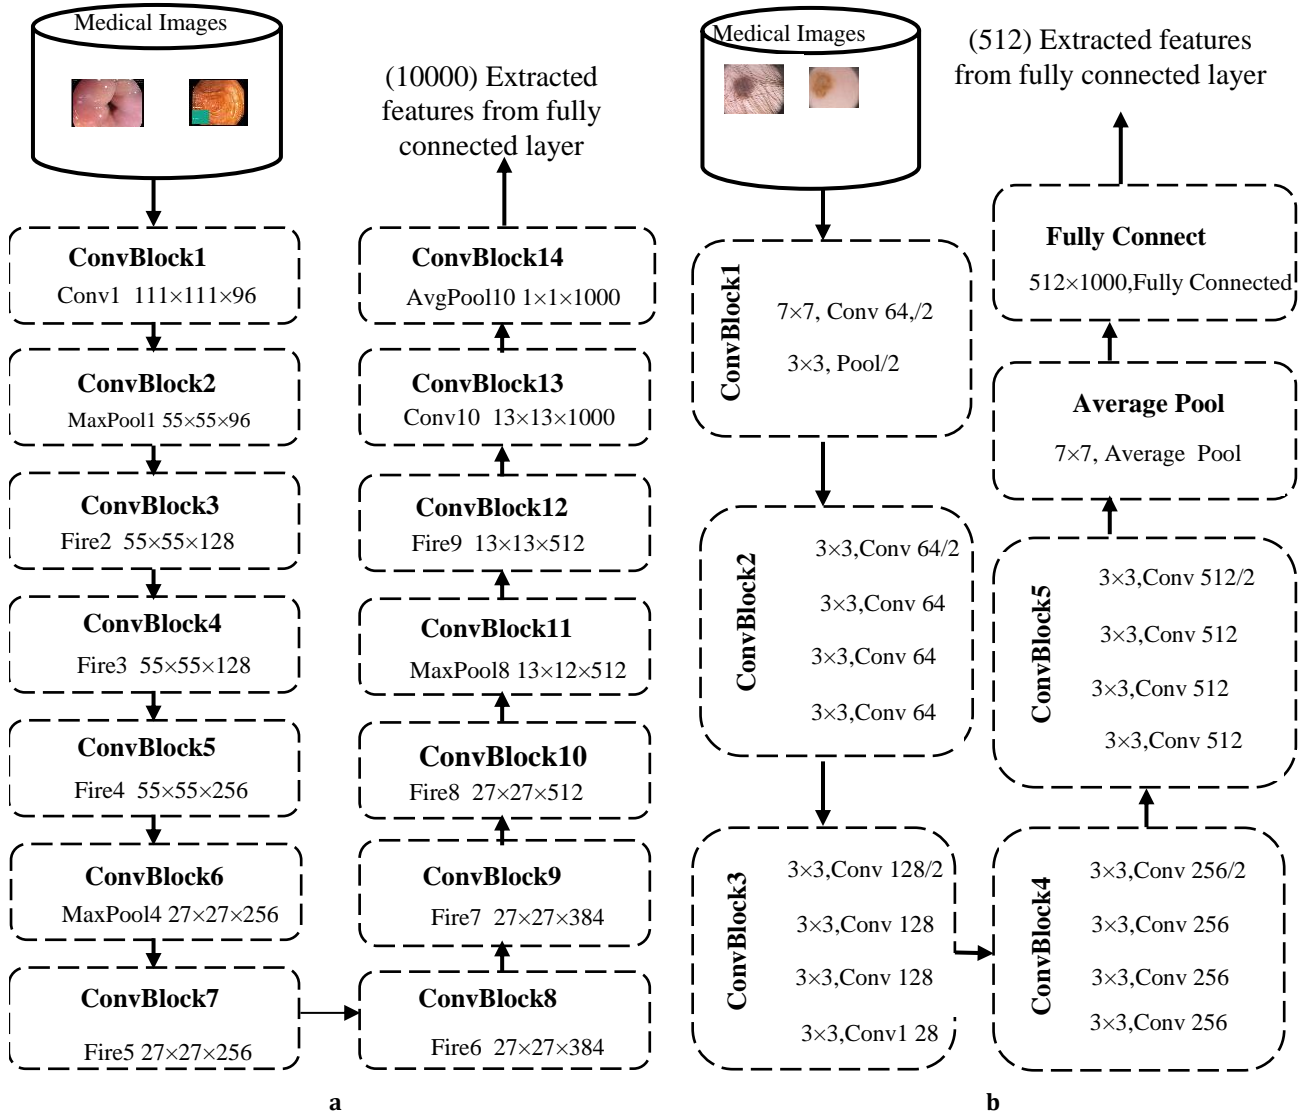 Medical Images
(10000) Extracted
features from fully
connected layer
ConvBlock1
Conv1 111×111×96
ConvBlock2
MaxPool1 55×55×96
ConvBlock3
Fire2 55×55×128
ConvBlock4
Fire3 55×55×128
ConvBlock5
Fire4 55×55×256
ConvBlock6
MaxPool4 27×27×256
ConvBlock7
Fire5 27×27×256
ConvBlock8
Fire6 27×27×384
ConvBlock9
Fire7 27×27×384
ConvBlock10
Fire8 27×27×512
ConvBlock11
MaxPool8 13×12×512
ConvBlock12
Fire9 13×13×512
ConvBlock13
Conv10 13×13×1000
ConvBlock14
AvgPool10 1×1×1000
a
Medical Images
(512) Extracted features
from fully connected layer
ConvBlock1
7×7, Conv 64,/2
3×3, Pool/2
ConvBlock2
3×3,Conv 64/2
3×3,Conv 64
3×3,Conv 64
3×3,Conv 64
ConvBlock3
3×3,Conv 128/2
3×3,Conv 128
3×3,Conv 128
3×3,Conv1 28
ConvBlock4
3×3,Conv 256/2
3×3,Conv 256
3×3,Conv 256
3×3,Conv 256
ConvBlock5
3×3,Conv 512/2
3×3,Conv 512
3×3,Conv 512
3×3,Conv 512
Average Pool
7×7, Average Pool
Fully Connect
512×1000,Fully Connected
b